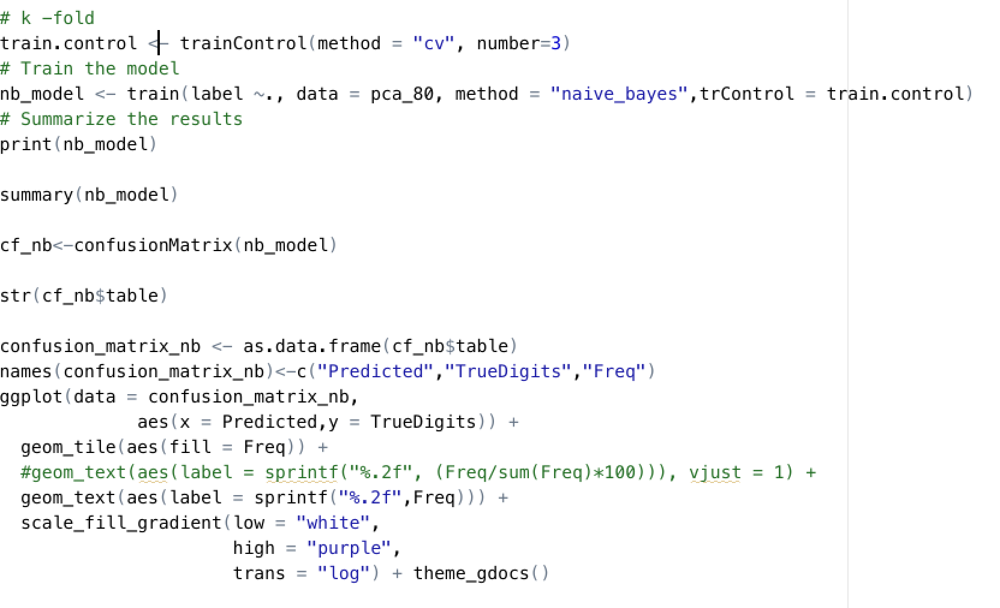 # k -fold
train.control <- trainControl(method = "cv", number=3)
# Train the model
nb_model <- train(label ~., data = pca_80, method = "naive_bayes",trControl = train.control)
# Summarize the results
print(nb_model)
summary(nb_model)
cf_nb<-confusionMatrix(nb_model)
str(cf_nb$table)
confusion_matrix_nb <- as.data.frame(cf_nb$table)
names(confusion_matrix_nb)<-c("Predicted","TrueDigits","Freq")
ggplot(data = confusion_matrix_nb,
             aes(x = Predicted,y = TrueDigits)) +
  geom_tile(aes(fill = Freq)) +
  #geom_text(aes(label = sprintf("%.2f", (Freq/sum(Freq)*100))), vjust = 1) +
  geom_text(aes(label = sprintf("%.2f",Freq))) +
  scale_fill_gradient(low = "white",
                      high = "purple",
                      trans = "log") + theme_gdocs()